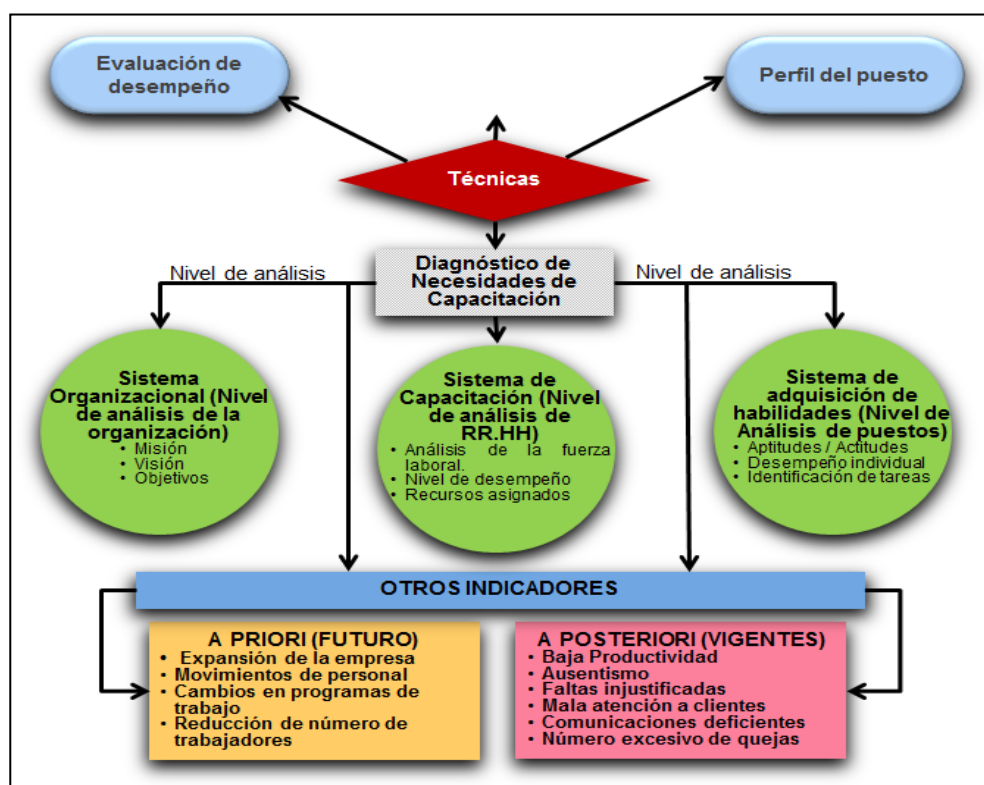 Evaluación de
desempeño
Perfil del puesto
Técnicas
Nivel de análisis
Diagnóstico de
Necesidades de
Capacitación
Nivel de análisis
Sistema
Organizacional (Nivel
de análisis de la
organización)
• Misión
• Visión
• Objetivos
Sistema de
Capacitación (Nivel
de análisis de
RR.HH)
• Análisis de la fuerza
laboral.
• Nivel de desempeño
• Recursos asignados
Sistema de
adquisición de
habilidades (Nivel de
Análisis de puestos)
• Aptitudes / Actitudes
• Desempeño individual
• Identificación de tareas
OTROS INDICADORES
A PRIORI (FUTURO)
• Expansión de la empresa
• Movimientos de personal
• Cambios en programas de
trabajo
• Reducción de número de
trabajadores
A POSTERIORI (VIGENTES)
• Baja Productividad
• Ausentismo
• Faltas injustificadas
• Mala atención a clientes
• Comunicaciones deficientes
• Número excesivo de quejas